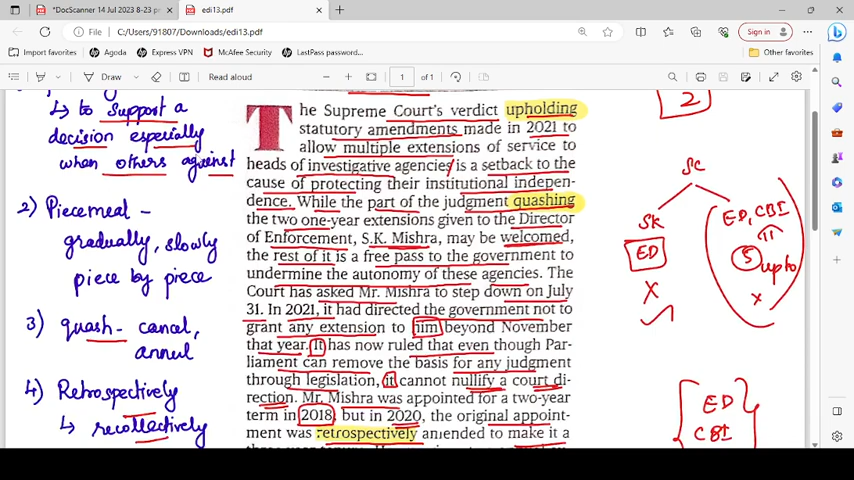 *DocScanner 14 Jul 2023 8-23 p
edi13.pdf
File
C:/Users/91807/Downloads/edi13.pdf
Sign in
Import favorites
Agoda
Express VPN
McAfee Security
LastPass password...
Other favorites
Draw
Read aloud
1
of 1
↳ to support a
decision especially
when others against
2) Piecemeal -
gradually, slowly
piece by piece
3) quash - cancel,
annul
4) Retrospectively
↳ recollectively
The Supreme Court's verdict upholding
statutory amendments made in 2021 to
allow multiple extensions of service to
heads of investigative agencies is a setback to the
cause of protecting their institutional indepen-
dence. While the part of the judgment quashing
the two one-year extensions given to the Director
of Enforcement, S.K. Mishra, may be welcomed,
the rest of it is a free pass to the government to
undermine the autonomy of these agencies. The
Court has asked Mr. Mishra to step down on July
31. In 2021, it had directed the government not to
grant any extension to him beyond November
that year. It has now ruled that even though Par-
liament can remove the basis for any judgment
through legislation, it cannot nullify a court di-
rection. Mr. Mishra was appointed for a two-year
term in 2018, but in 2020, the original appoint-
ment was retrospectively amended to make it a
2
SC
SK
ED
X
ED, CBI
5 upto
x
ED
CBI